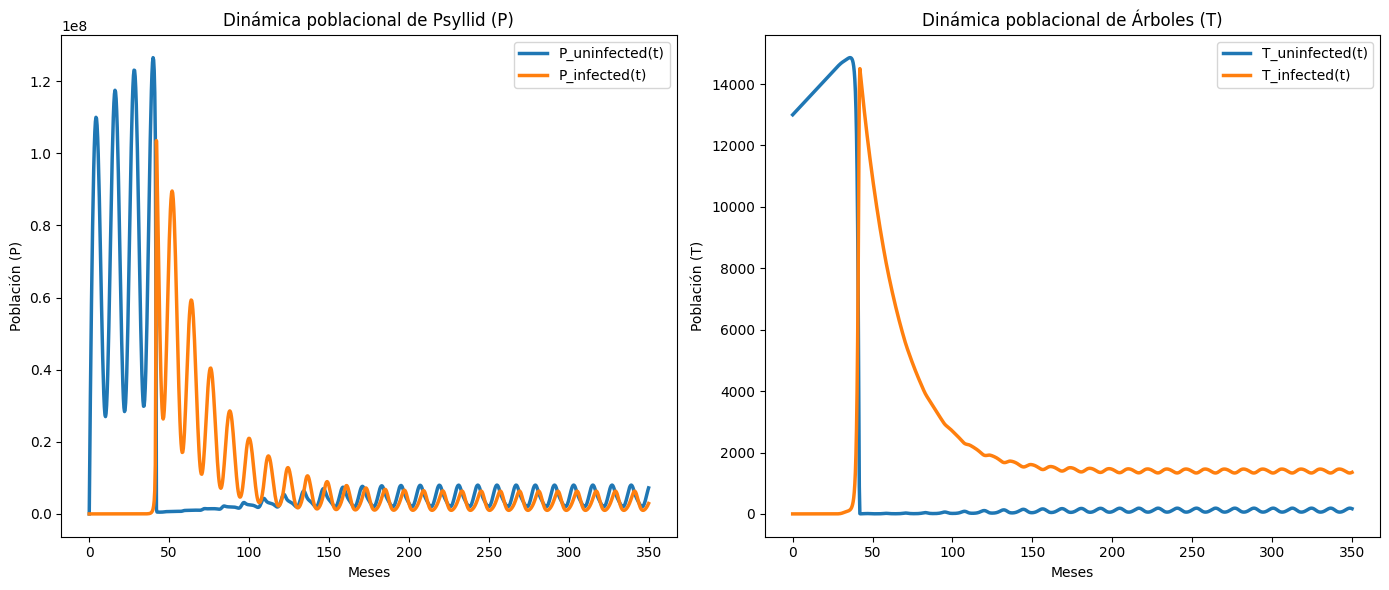 Dinámica poblacional de Psyllid (P)
1e8
P_uninfected(t)
P_infected(t)
Población (P)
1.2
1.0
0.8
0.6
0.4
0.2
0.0
0 50 100 150 200 250 300 350
Meses
Dinámica poblacional de Árboles (T)
T_uninfected(t)
T_infected(t)
Población (T)
14000
12000
10000
8000
6000
4000
2000
0
0 50 100 150 200 250 300 350
Meses